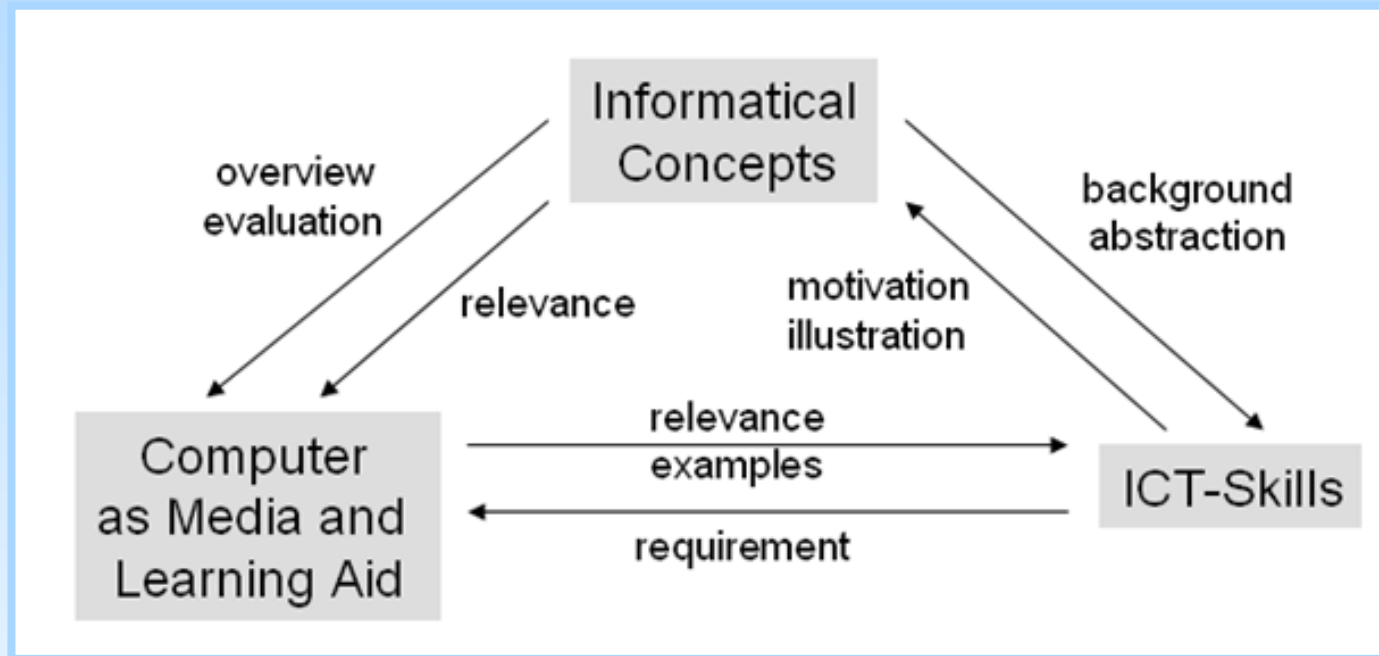 Informatical
Concepts
overview
evaluation
background
abstraction
relevance
motivation
illustration
relevance
examples
Computer
as Media and
Learning Aid
ICT-Skills
requirement